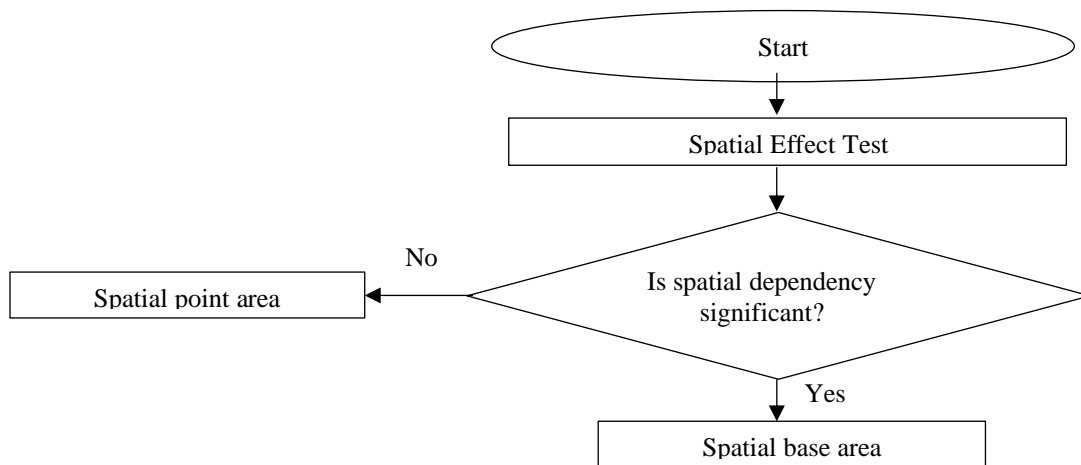 Start
Spatial Effect Test
No
Is spatial dependency
significant?
Spatial point area
Yes
Spatial base area